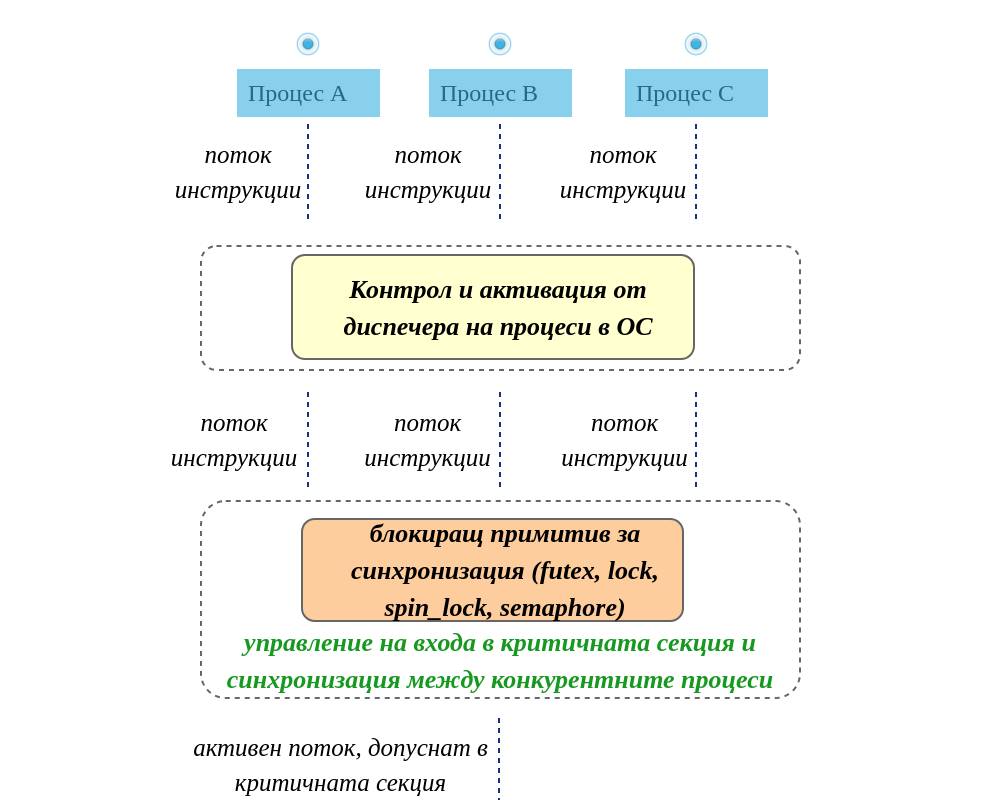 Процес A
Процес B
Процес C
поток
инструкции
поток
инструкции
поток
инструкции
Контрол и активация от
диспечера на процеси в ОС
поток
инструкции
поток
инструкции
поток
инструкции
блокиращ примитив за
синхронизация (futex, lock,
spin_lock, semaphore)
управление на входа в критичната секция и
синхронизация между конкурентните процеси
активен поток, допуснат в
критичната секция